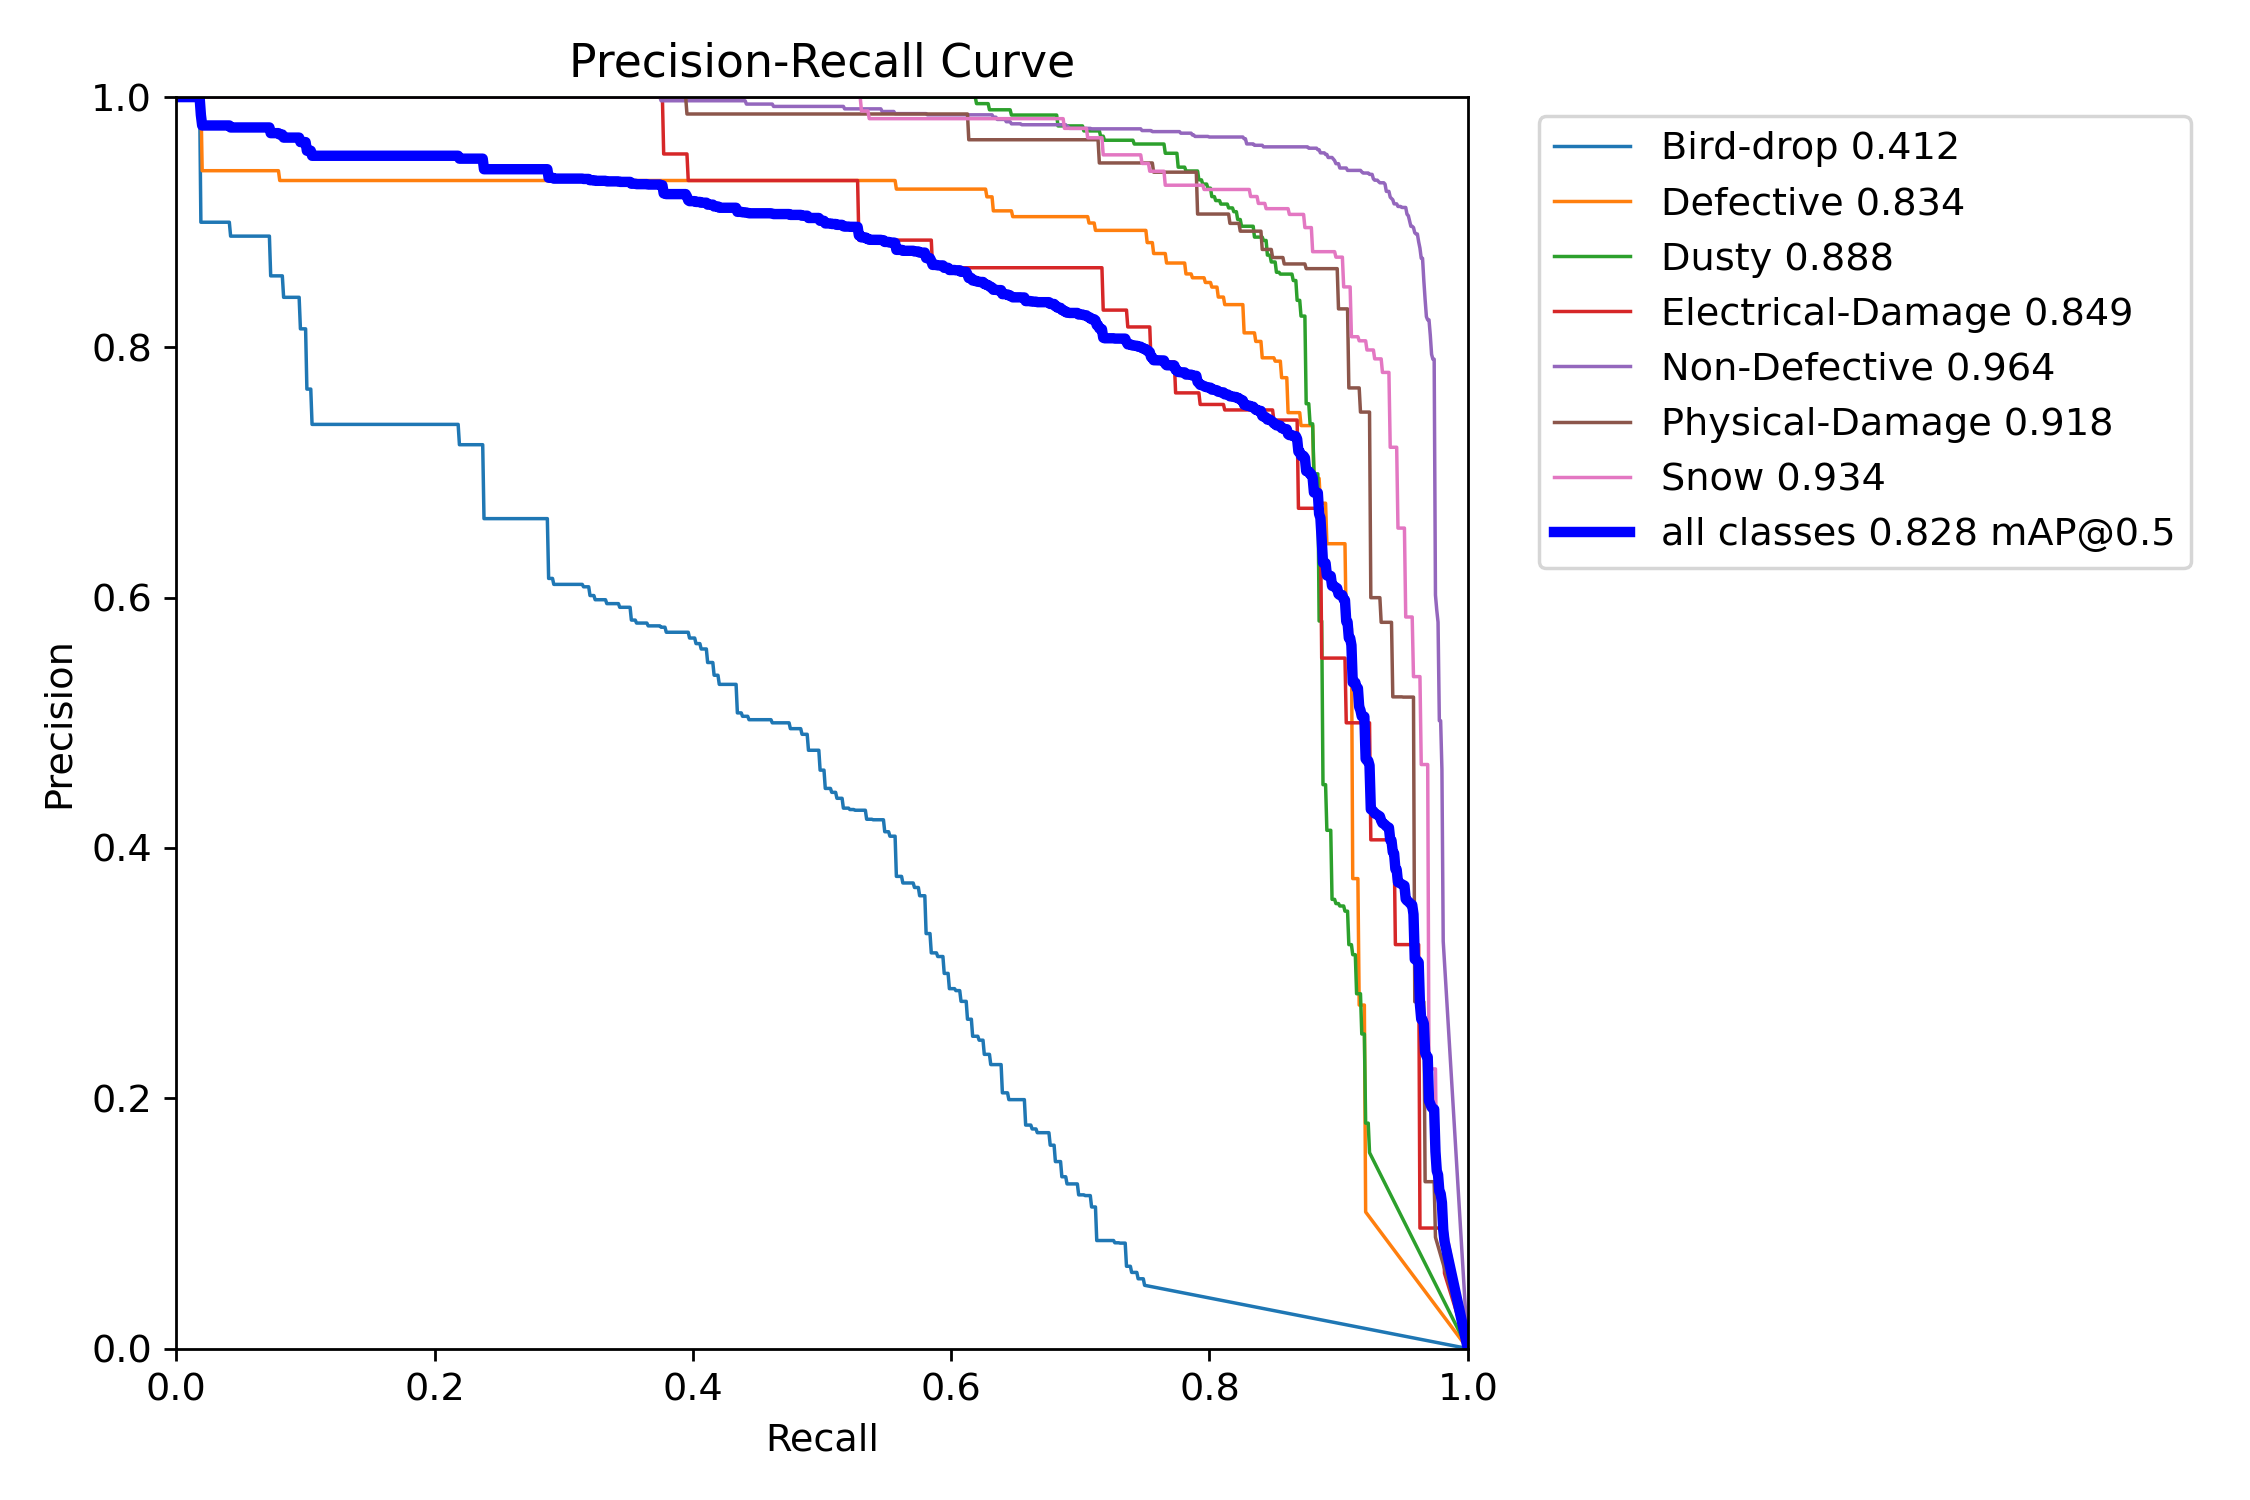 Precision-Recall Curve
1.0
0.8
0.6
0.4
0.2
0.0
Precision
0.0 0.2 0.4 0.6 0.8 1.0
Recall
Bird-drop 0.412
Defective 0.834
Dusty 0.888
Electrical-Damage 0.849
Non-Defective 0.964
Physical-Damage 0.918
Snow 0.934
all classes 0.828 mAP@0.5